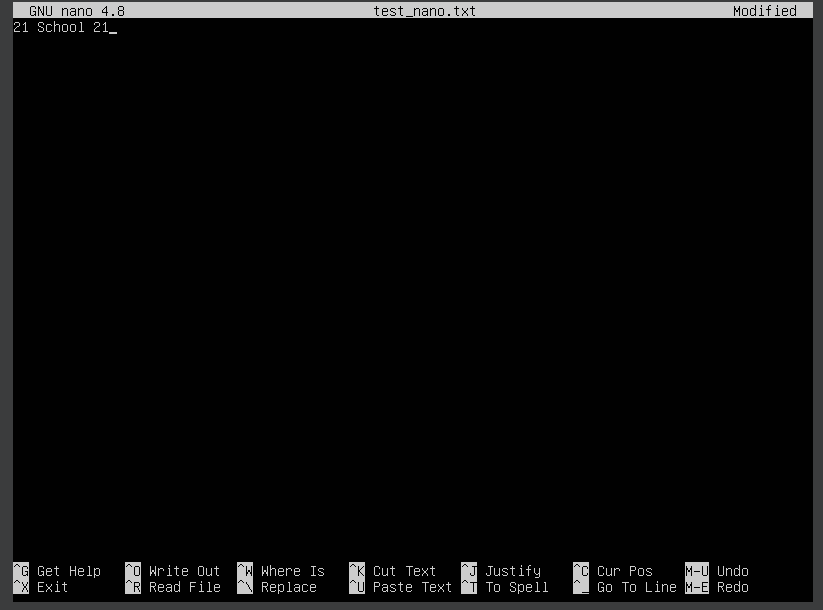 GNU nano 4.8 test_nano.txt Modified
21 School 21_
^G Get Help ^O Write Out ^W Where Is ^K Cut Text ^J Justify ^C Cur Pos M-U Undo
^X Exit ^R Read File ^\ Replace ^U Paste Text ^T To Spell ^_ Go To Line M-E Redo